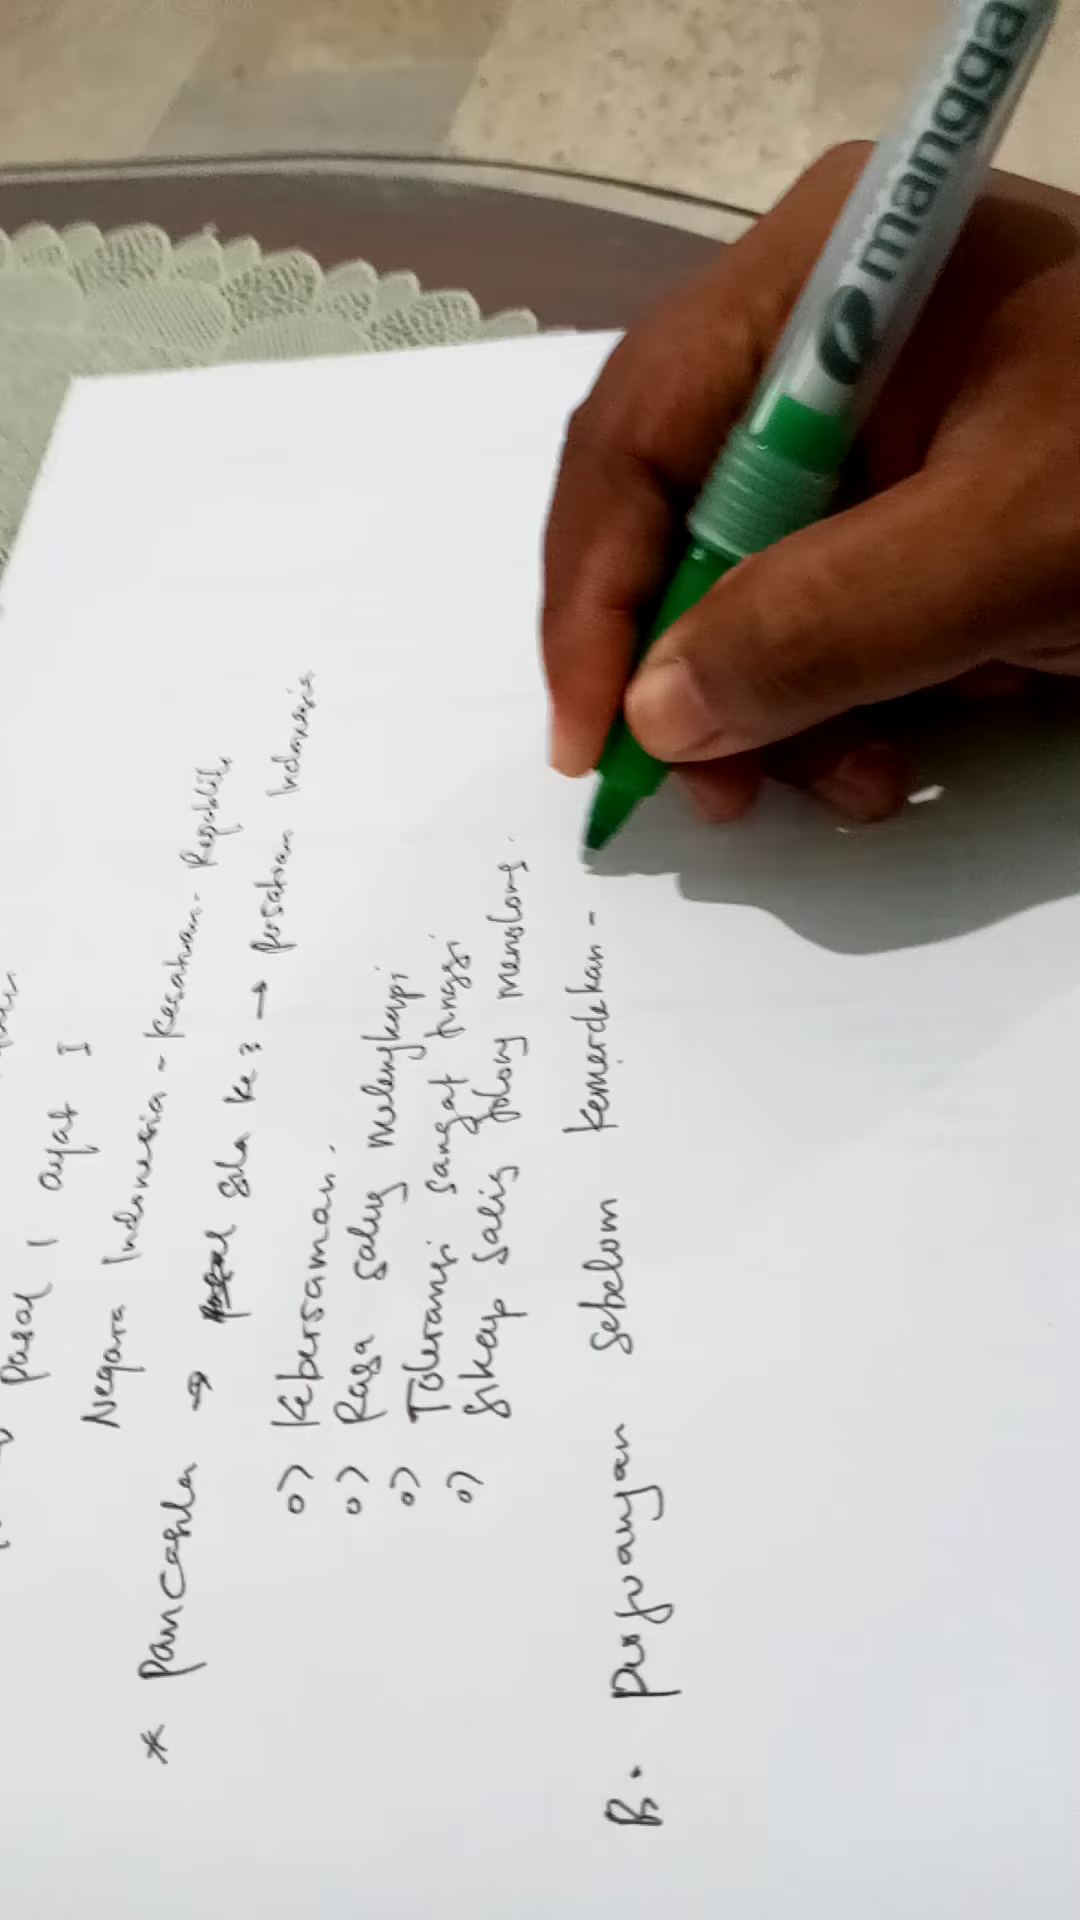 Pasal 1 ayat I
Negara Indonesia - Kesatuan - Republik
* Pancasila → sila ke 3 → Persatuan Indonesia
o) Kebersamaan.
o) Rasa saling melengkapi
o) Toleransi sangat tinggi
o) Sikap saling tolong menolong.
B. Perjuangan sebelum kemerdekaan -
mangga